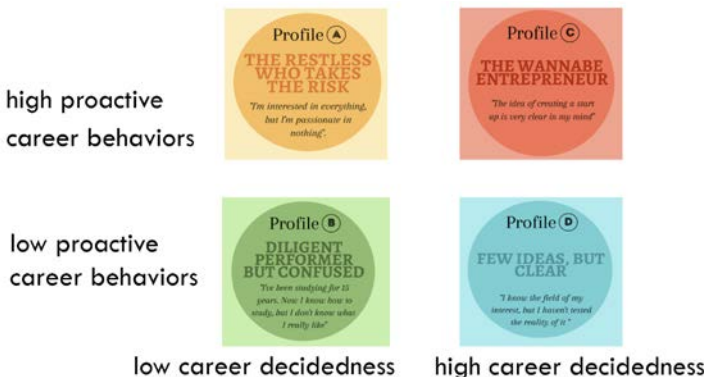 Profile A
THE RESTLESS
WHO TAKES
THE RISK
"I'm interested in everything,
but I'm passionate in
nothing".
Profile C
THE WANNABE
ENTREPRENEUR
"The idea of creating a start
up is very clear in my mind"
high proactive
career behaviors
Profile B
DILIGENT
PERFORMER
BUT CONFUSED
"I've been studying for 15
years. Now I know how to
study, but I don't know what
I really like"
Profile D
FEW IDEAS, BUT
CLEAR
"I know the field of my
interest, but I haven't tested
the reality of it "
low proactive
career behaviors
low career decidedness
high career decidedness